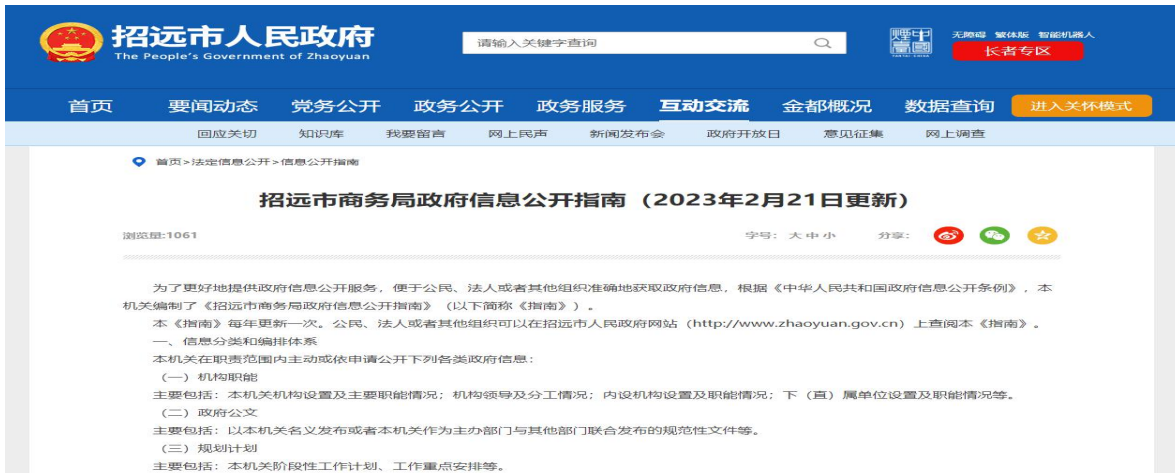 招远市人民政府
The People's Government of Zhaoyuan
请输入关键字查询
无障碍 繁体版 智能机器人
长者专区
首页 要闻动态 党务公开 政务公开 政务服务 互动交流 金都概况 数据查询 进入关怀模式
回应关切 知识库 我要留言 网上民声 新闻发布会 政府开放日 意见征集 网上调查
首页>法定信息公开>信息公开指南
招远市商务局政府信息公开指南（2023年2月21日更新）
浏览量:1061 字号: 大 中 小 分享:
为了更好地提供政府信息公开服务，便于公民、法人或者其他组织准确地获取政府信息，根据《中华人民共和国政府信息公开条例》，本
机关编制了《招远市商务局政府信息公开指南》（以下简称《指南》）。
本《指南》每年更新一次。公民、法人或者其他组织可以在招远市人民政府网站（http://www.zhaoyuan.gov.cn）上查阅本《指南》。
一、信息分类和编排体系
本机关在职责范围内主动或依申请公开下列各类政府信息：
（一）机构职能
主要包括：本机关机构设置及主要职能情况；机构领导及分工情况；内设机构设置及职能情况；下（直）属单位设置及职能情况等。
（二）政府公文
主要包括：以本机关名义发布或者本机关作为主办部门与其他部门联合发布的规范性文件等。
（三）规划计划
主要包括：本机关阶段性工作计划、工作重点安排等。